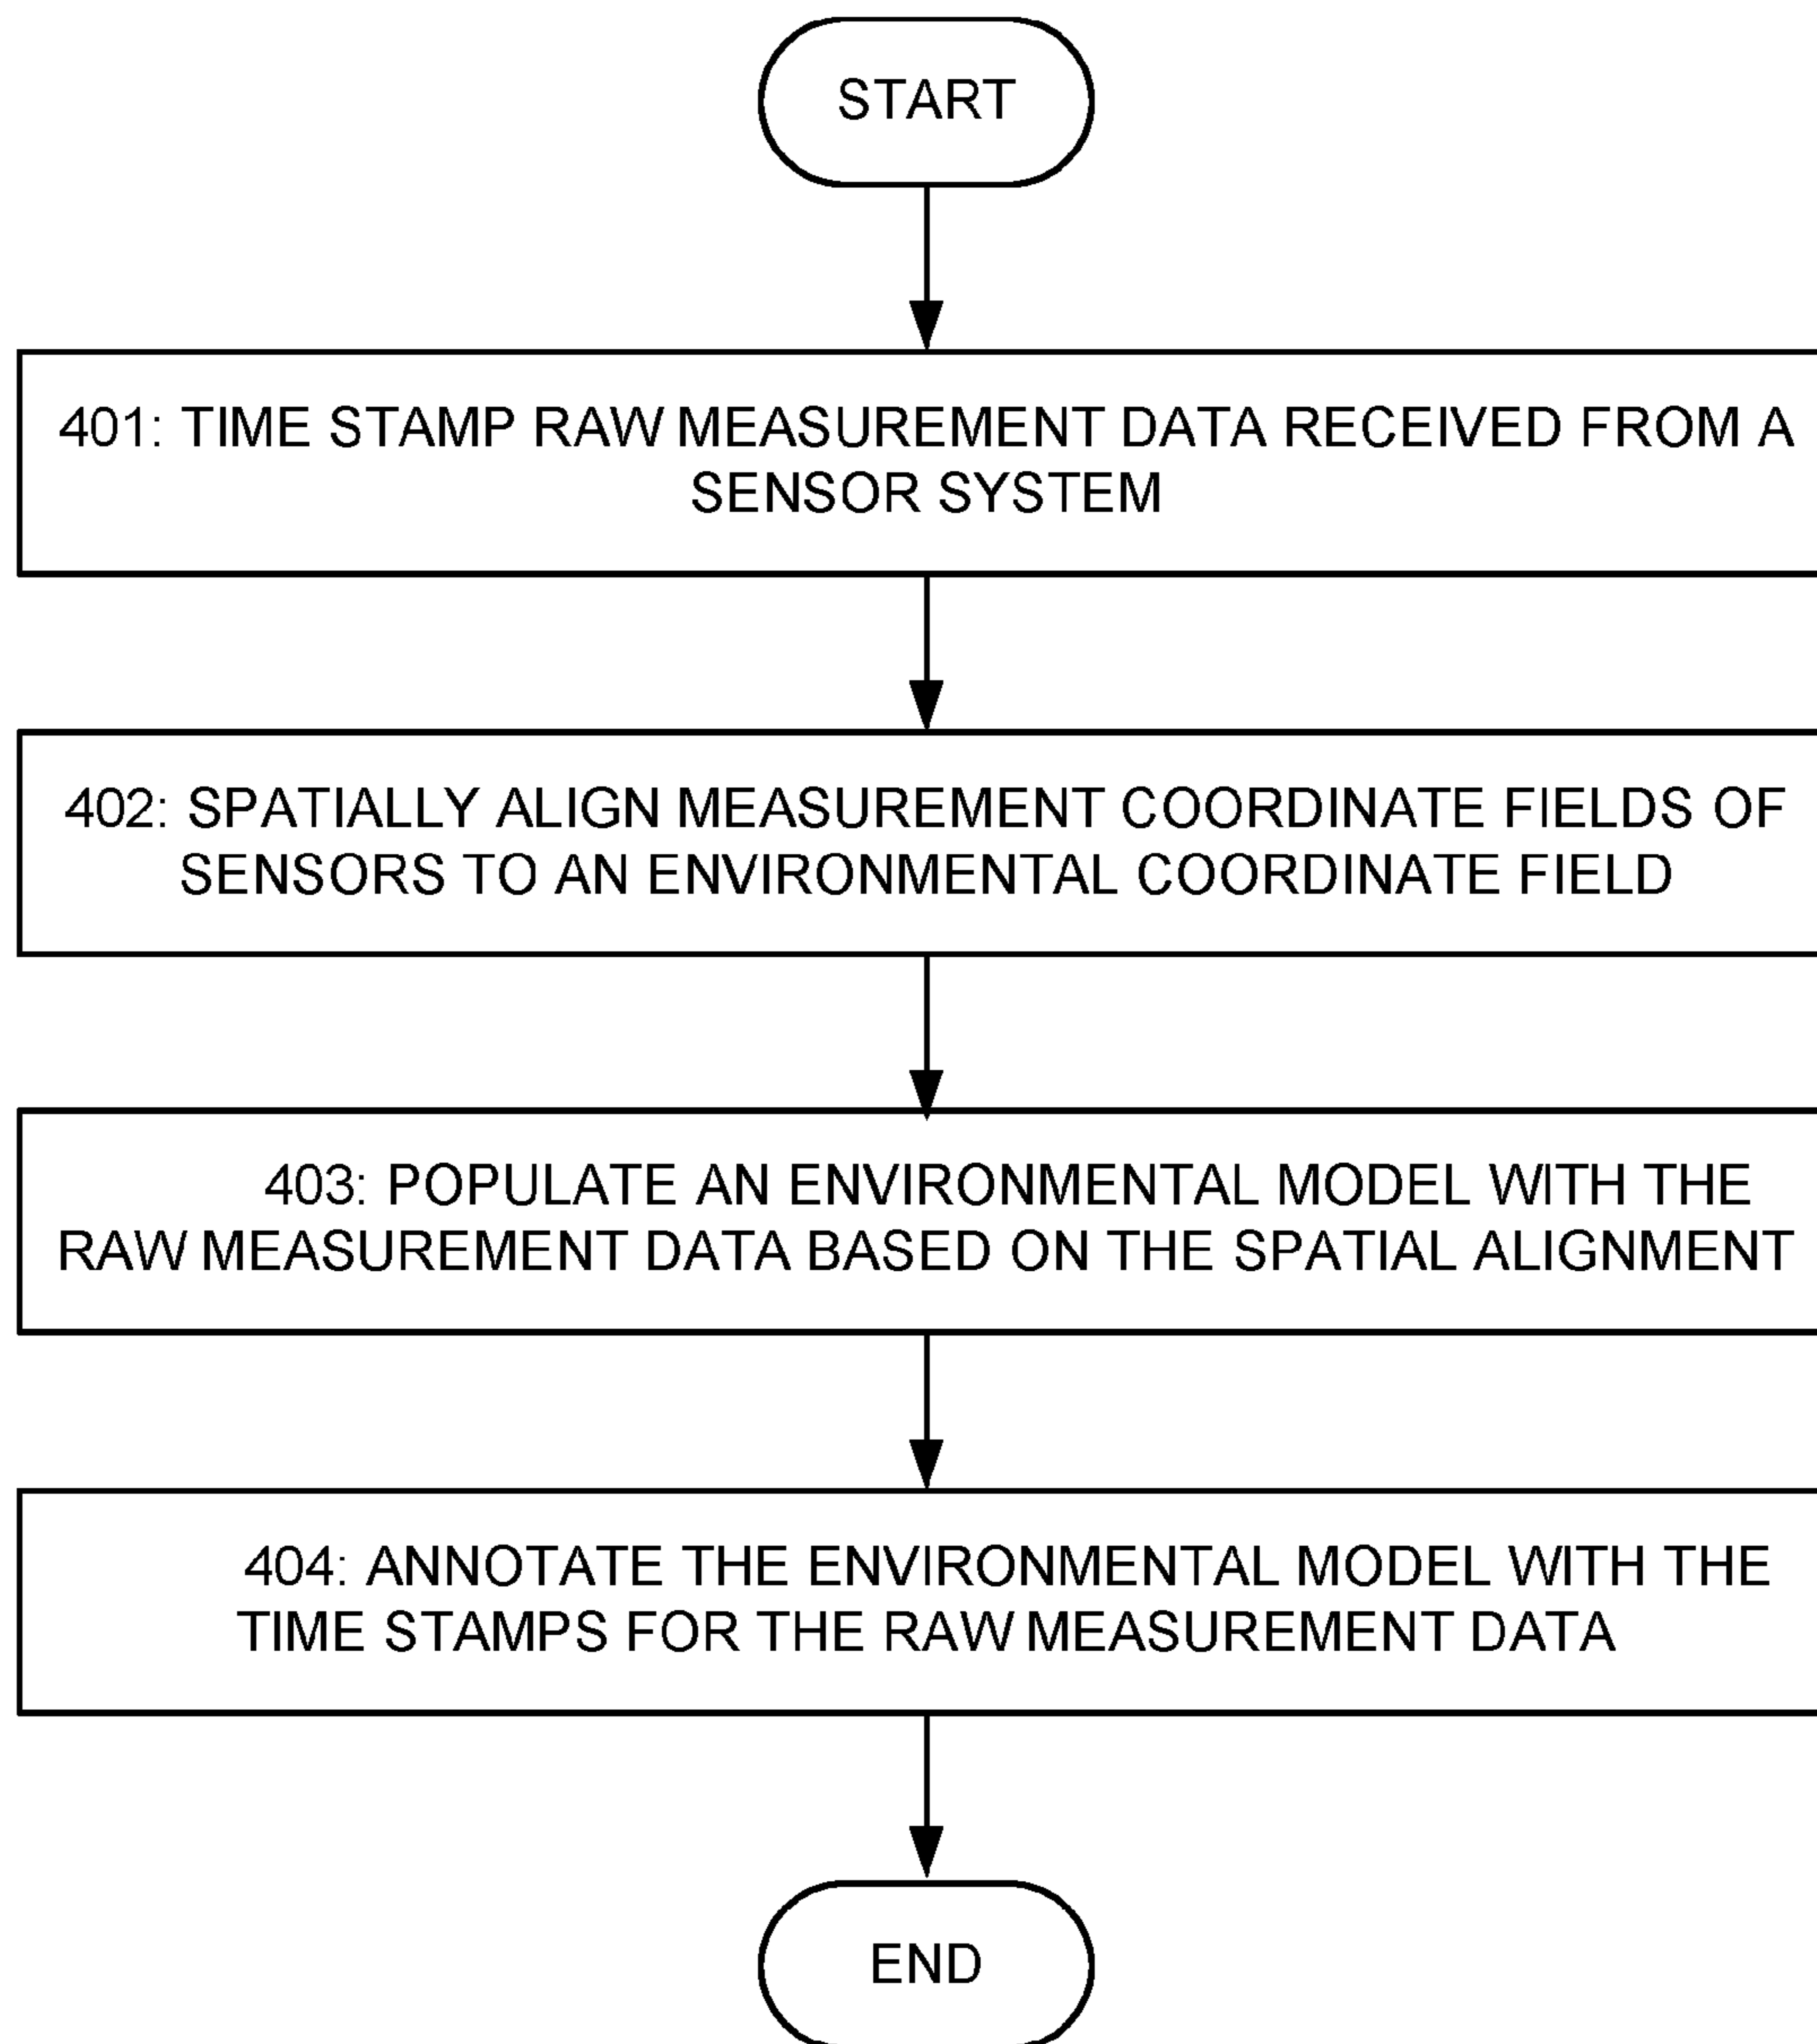 START
401: TIME STAMP RAW MEASUREMENT DATA RECEIVED FROM A
SENSOR SYSTEM
402: SPATIALLY ALIGN MEASUREMENT COORDINATE FIELDS OF
SENSORS TO AN ENVIRONMENTAL COORDINATE FIELD
403: POPULATE AN ENVIRONMENTAL MODEL WITH THE
RAW MEASUREMENT DATA BASED ON THE SPATIAL ALIGNMENT
404: ANNOTATE THE ENVIRONMENTAL MODEL WITH THE
TIME STAMPS FOR THE RAW MEASUREMENT DATA
END